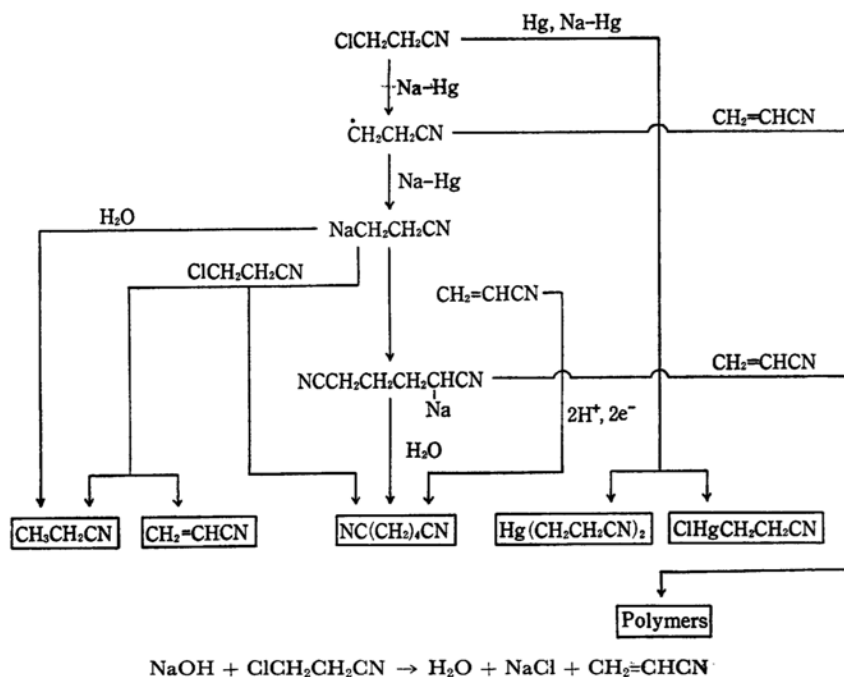 Hg, Na–Hg
ClCH₂CH₂CN
Na–Hg
CH₂=CHCN
ĊH₂CH₂CN
Na–Hg
H₂O
NaCH₂CH₂CN
ClCH₂CH₂CN
CH₂=CHCN
CH₂=CHCN
NCCH₂CH₂CH₂CHCN
Na
2H⁺, 2e⁻
H₂O
CH₃CH₂CN CH₂=CHCN NC(CH₂)₄CN Hg(CH₂CH₂CN)₂ ClHgCH₂CH₂CN
Polymers
NaOH + ClCH₂CH₂CN → H₂O + NaCl + CH₂=CHCN